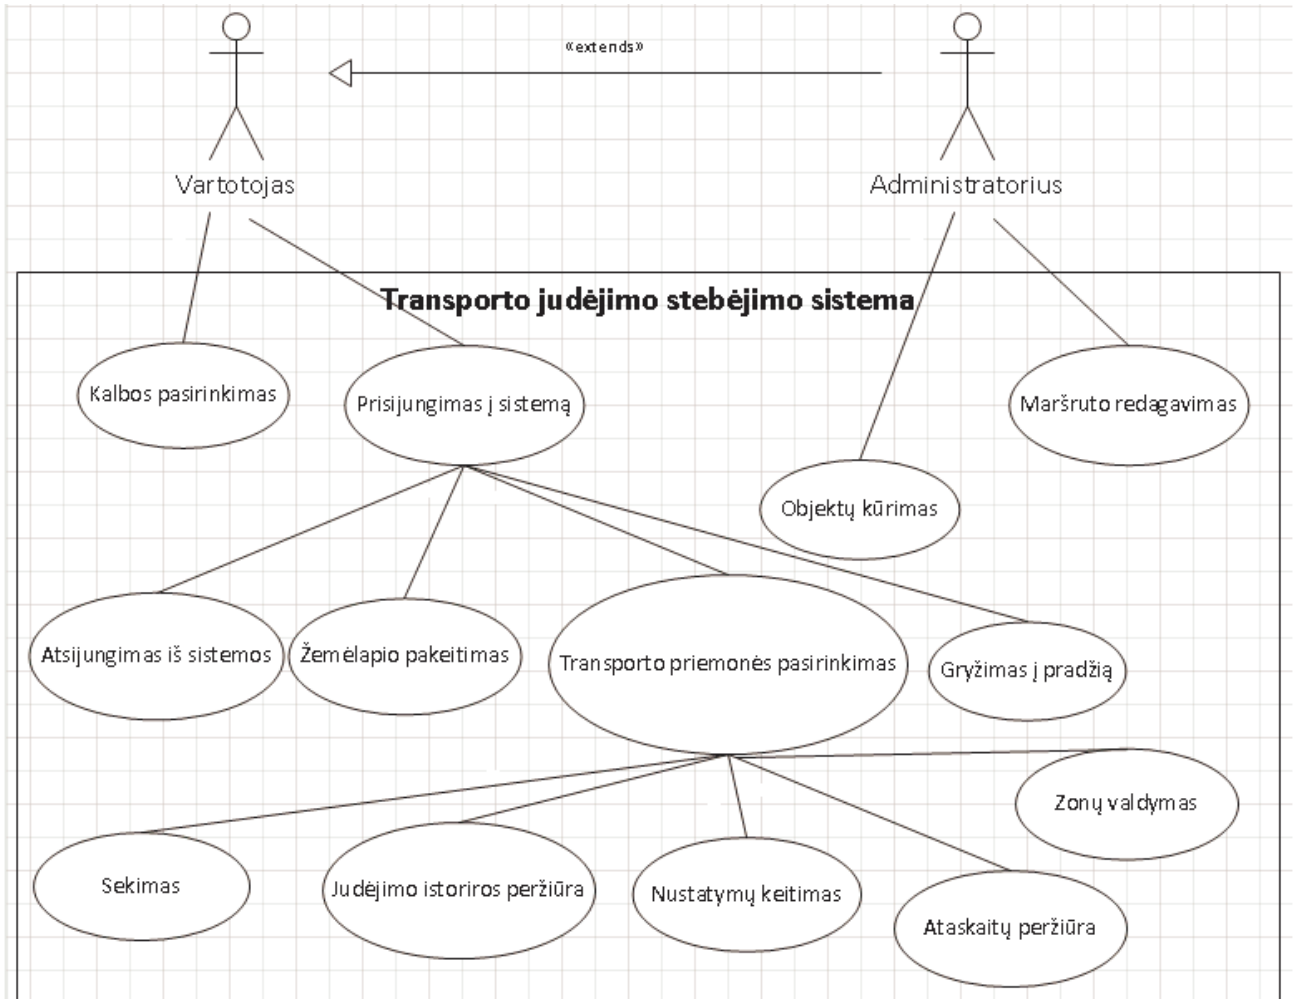 «extends»
Vartotojas
Administratorius
Transporto judėjimo stebėjimo sistema
Kalbos pasirinkimas
Prisijungimas į sistemą
Maršruto redagavimas
Objektų kūrimas
Atsijungimas iš sistemos
Žemėlapio pakeitimas
Transporto priemonės pasirinkimas
Gryžimas į pradžią
Zonų valdymas
Sekimas
Judėjimo istoriros peržiūra
Nustatymų keitimas
Ataskaitų peržiūra